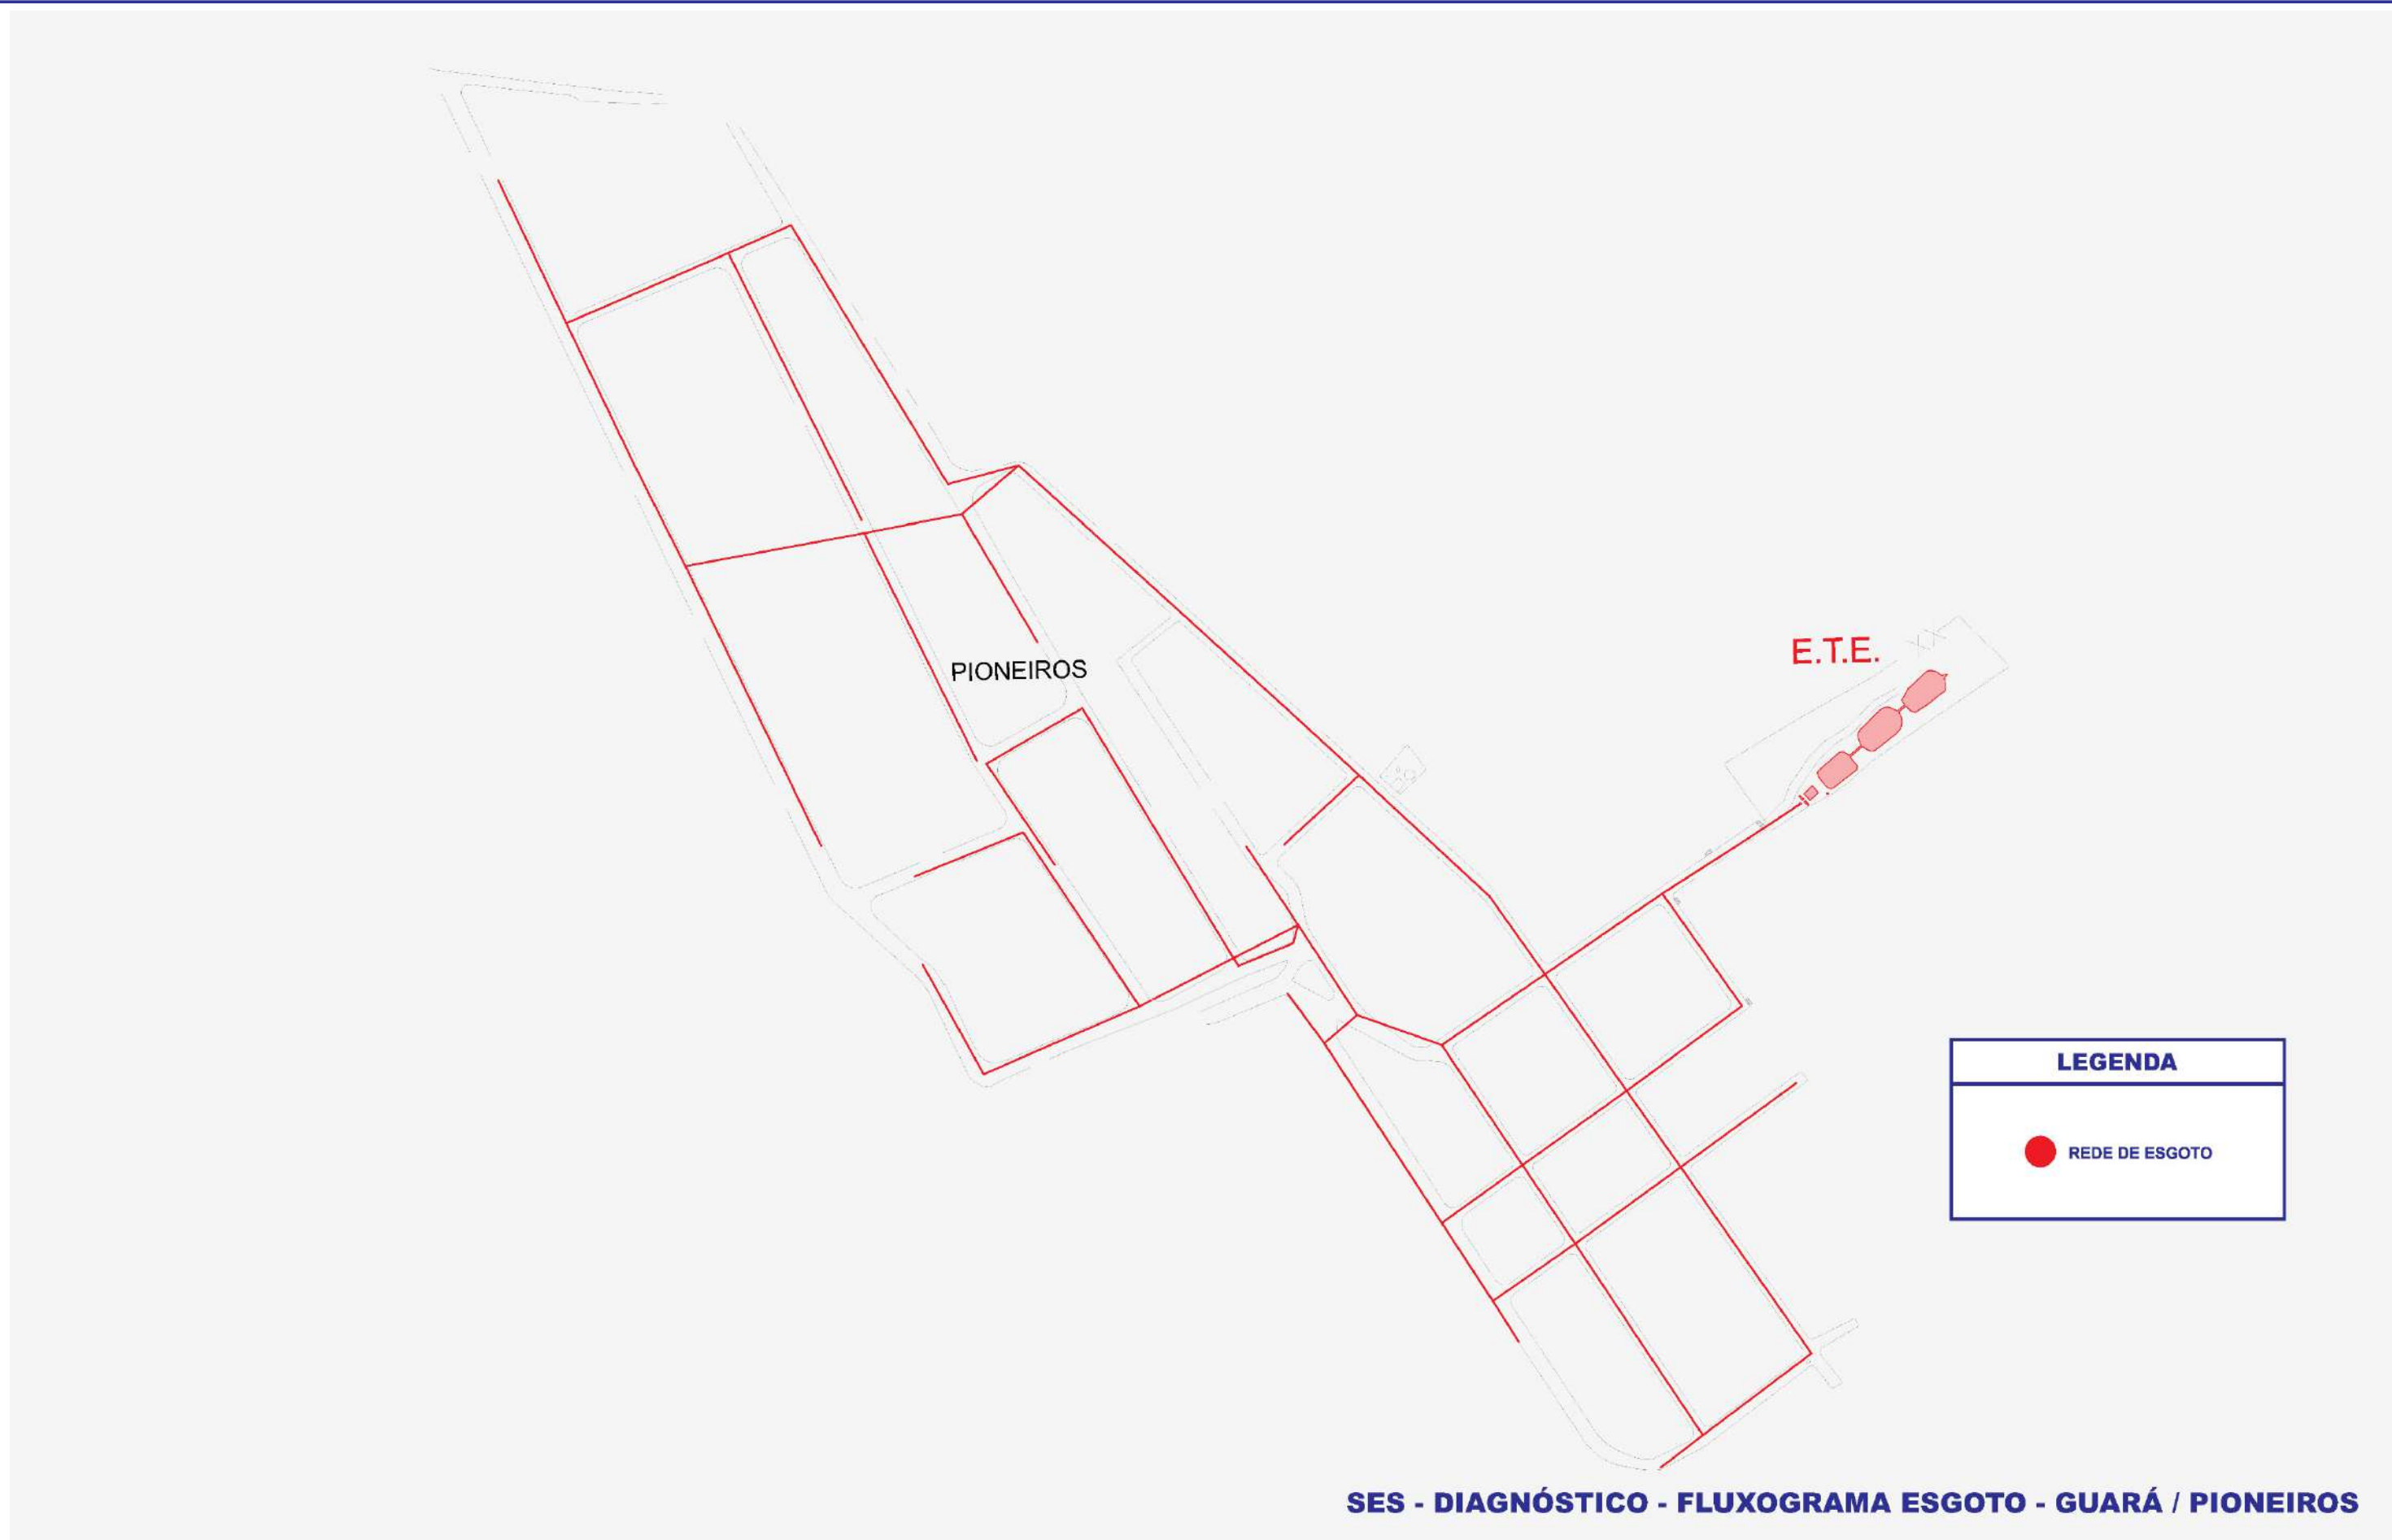 E.T.E.
PIONEIROS
LEGENDA
REDE DE ESGOTO
SES - DIAGNÓSTICO - FLUXOGRAMA ESGOTO - GUARÁ / PIONEIROS